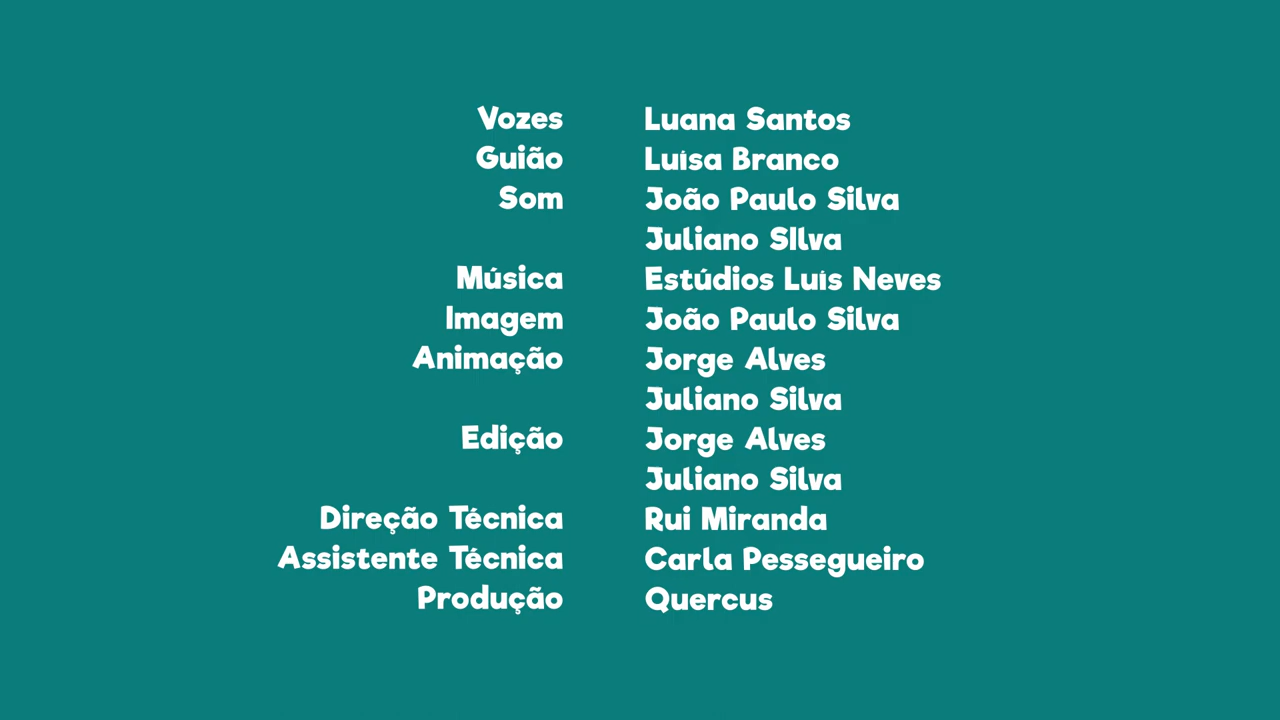 Vozes Luana Santos
Guião Luísa Branco
Som João Paulo Silva
Juliano SIlva
Música Estúdios Luís Neves
Imagem João Paulo Silva
Animação Jorge Alves
Juliano Silva
Edição Jorge Alves
Juliano Silva
Direção Técnica Rui Miranda
Assistente Técnica Carla Pessegueiro
Produção Quercus